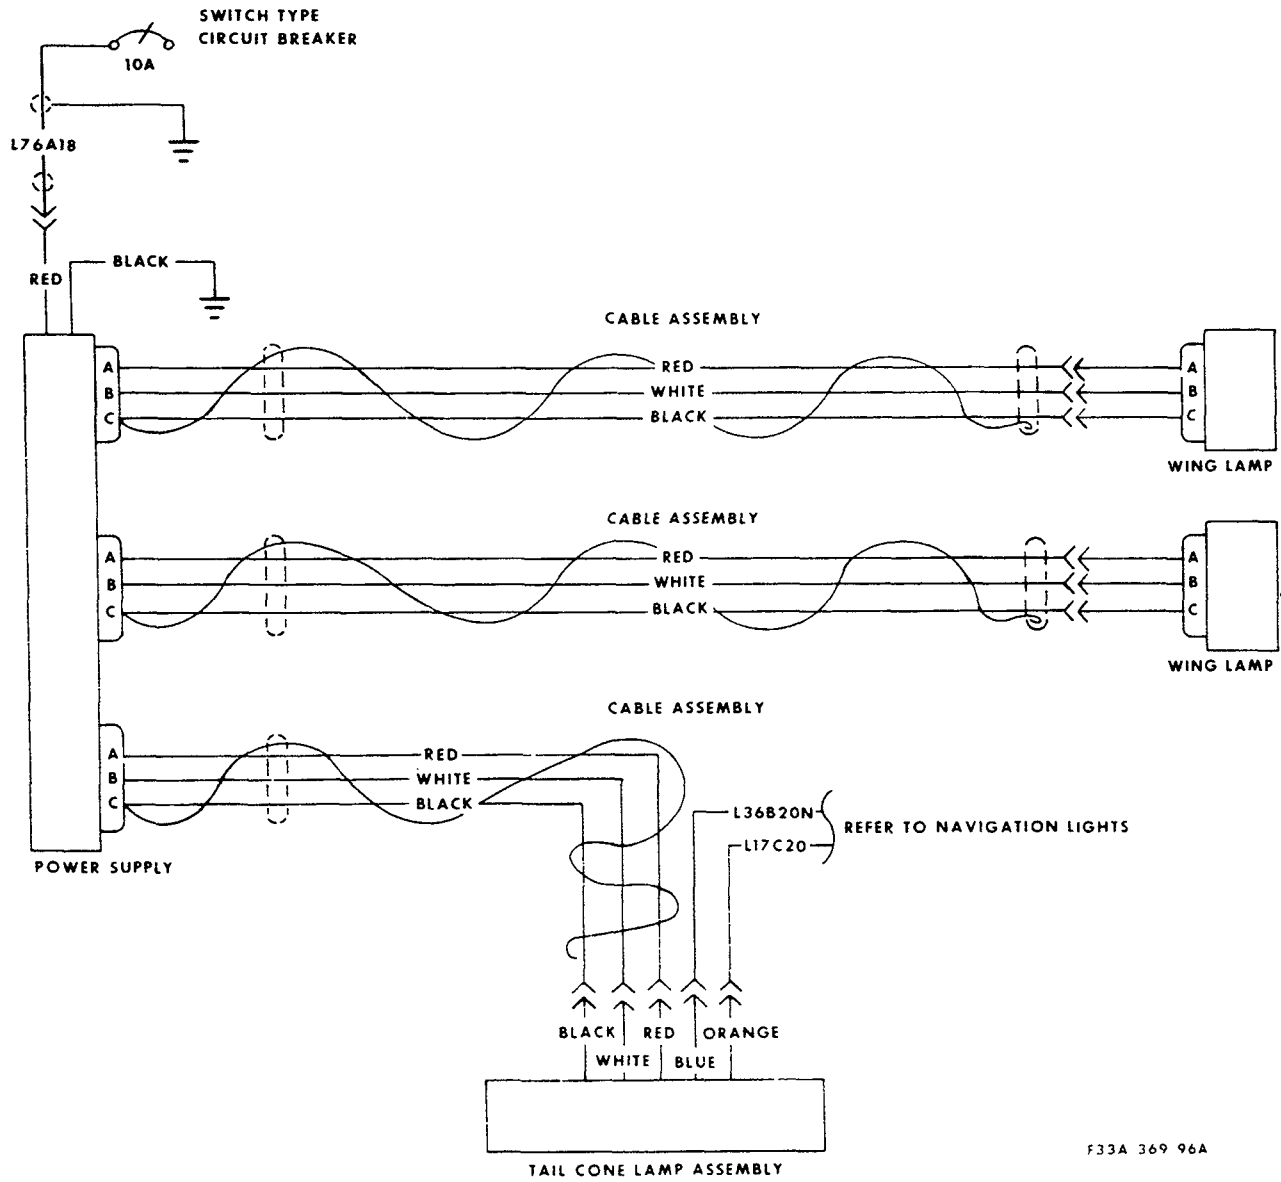 SWITCH TYPE
CIRCUIT BREAKER
10A
L76A18
RED
BLACK
CABLE ASSEMBLY
A
B
C
RED
WHITE
BLACK
A
B
C
WING LAMP
CABLE ASSEMBLY
A
B
C
RED
WHITE
BLACK
A
B
C
WING LAMP
CABLE ASSEMBLY
A
B
C
RED
WHITE
BLACK
POWER SUPPLY
L36B20N
L17C20
REFER TO NAVIGATION LIGHTS
BLACK
RED
ORANGE
WHITE
BLUE
TAIL CONE LAMP ASSEMBLY
F33A 369 96A